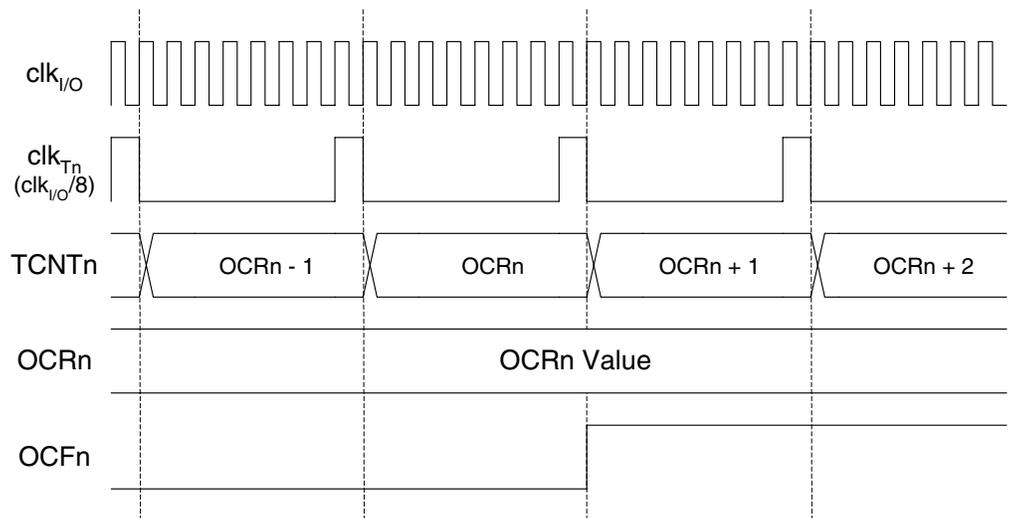 clkI/O
clkTn
(clkI/O/8)
TCNTn
OCRn - 1
OCRn
OCRn + 1
OCRn + 2
OCRn
OCRn Value
OCFn